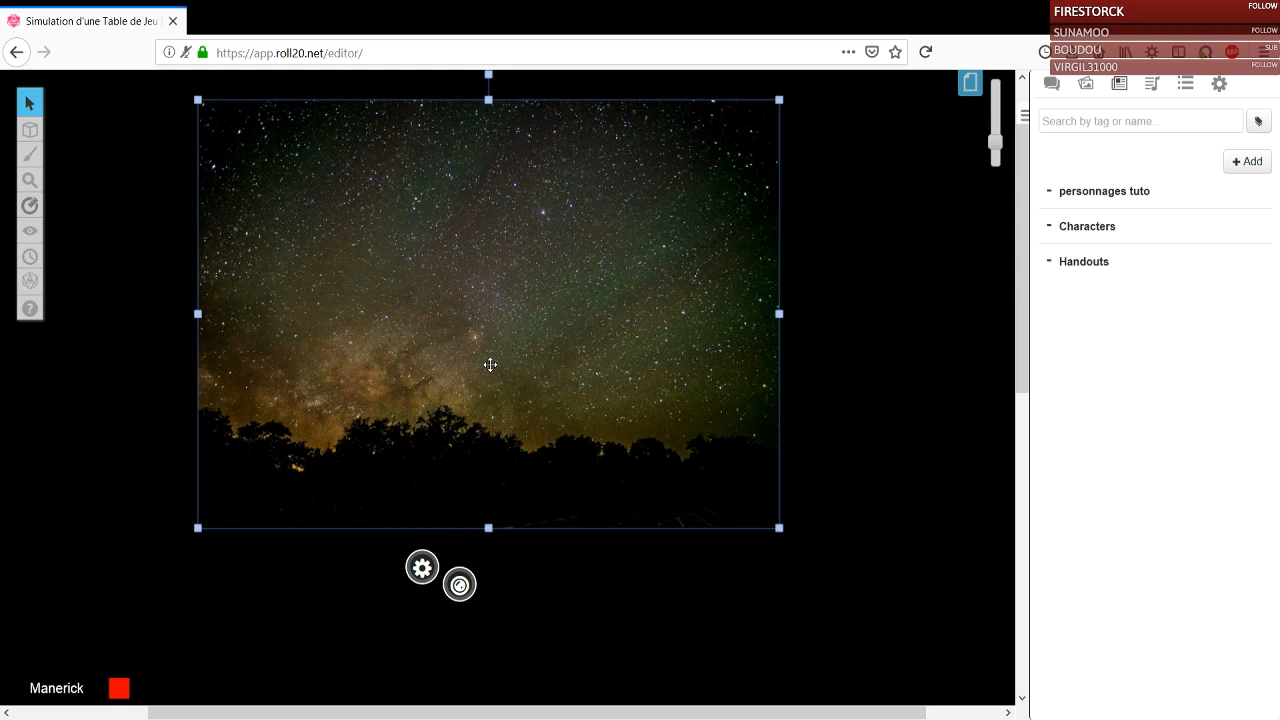 Simulation d'une Table de Jeu
https://app.roll20.net/editor/
FIRESTORCK FOLLOW
SUNAMOO FOLLOW
BOUDOU SUB
VIRGIL31000 FOLLOW
Search by tag or name...
+ Add
- personnages tuto
- Characters
- Handouts
Manerick